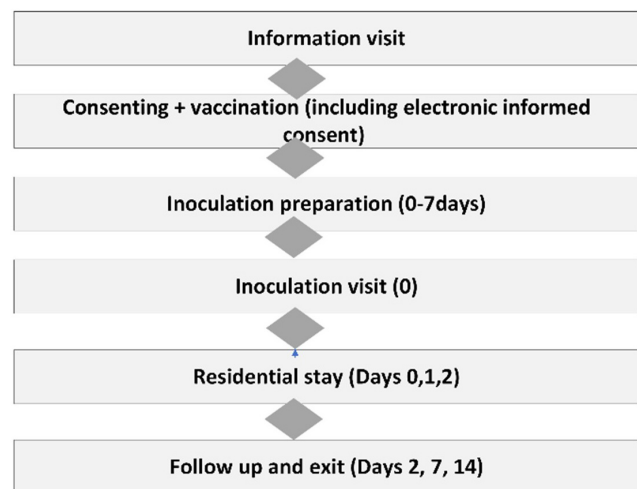 Information visit
Consenting + vaccination (including electronic informed
consent)
Inoculation preparation (0-7days)
Inoculation visit (0)
Residential stay (Days 0,1,2)
Follow up and exit (Days 2, 7, 14)